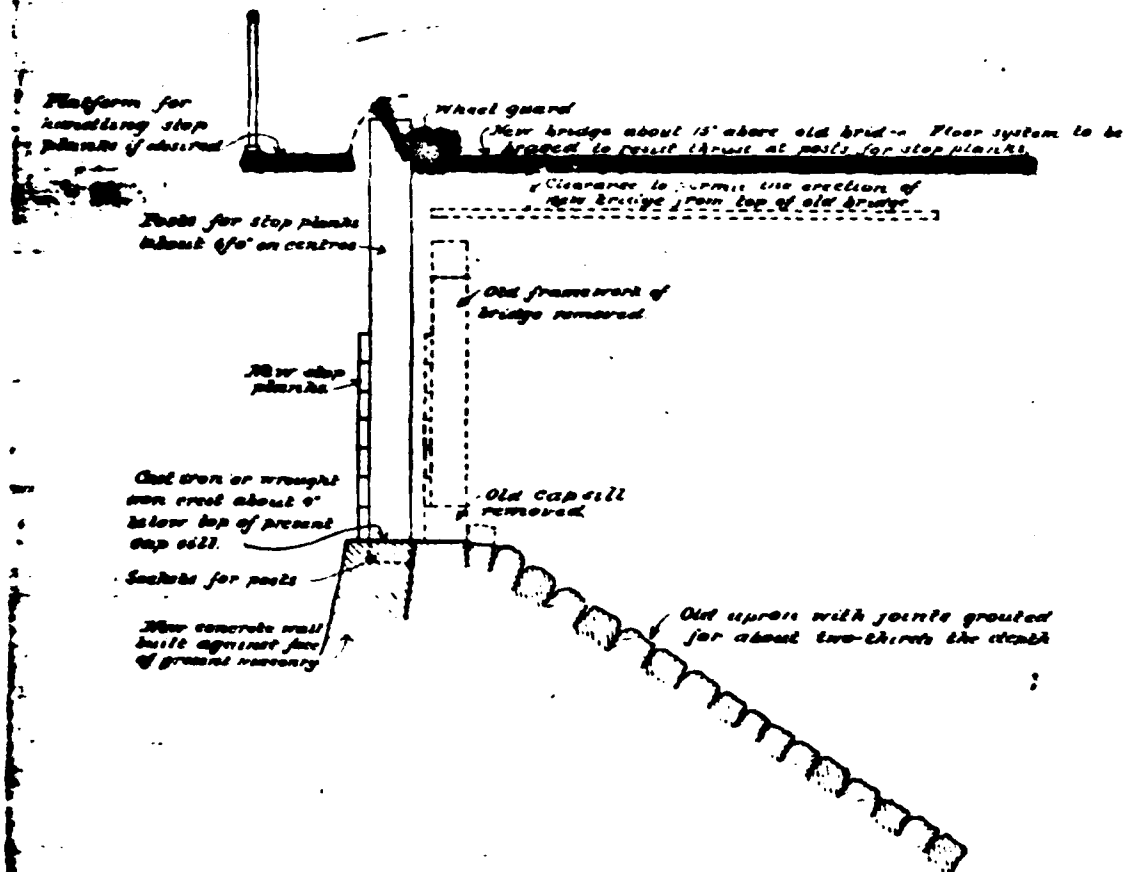 Platform for
handling stop
planks if desired
Wheel guard
New bridge about 15" above old bridge Floor system to be
braced to resist thrust at posts for stop planks
Clearance to permit the erection of
new bridge from top of old bridge
Posts for stop planks
about 6'0" on centres
Old framework of
bridge removed.
New stop
planks
Cast iron or wrought
iron crest about 9"
below top of present
cap sill.
Old cap sill
removed.
Sockets for posts
New concrete wall
built against face
of present masonry
Old apron with joints grouted
for about two-thirds the depth